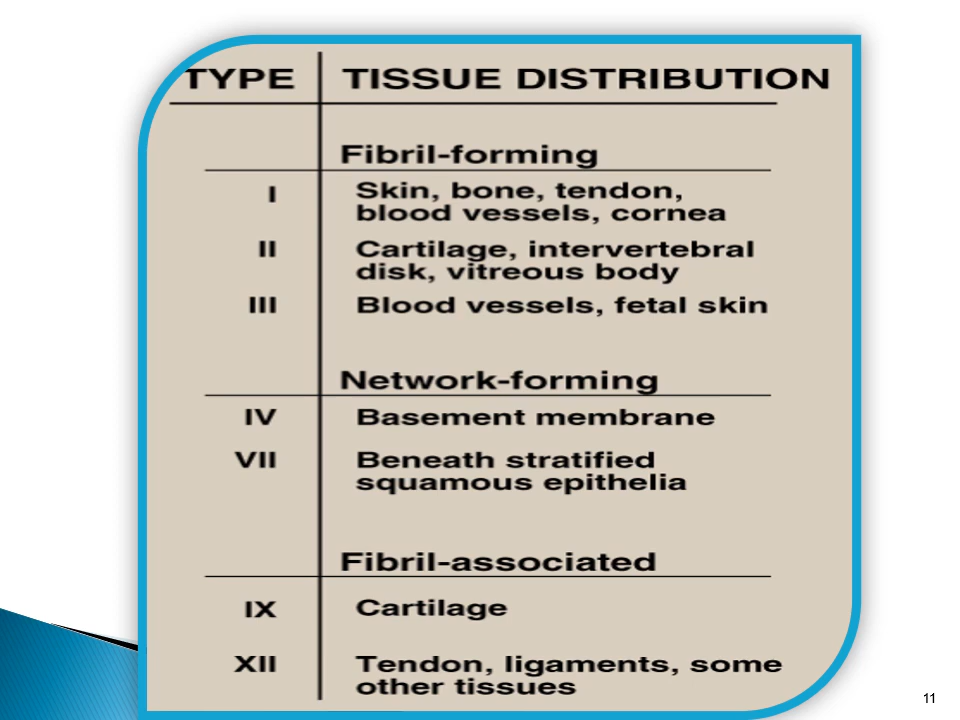 TYPE TISSUE DISTRIBUTION
Fibril-forming
I Skin, bone, tendon,
blood vessels, cornea
II Cartilage, intervertebral
disk, vitreous body
III Blood vessels, fetal skin
Network-forming
IV Basement membrane
VII Beneath stratified
squamous epithelia
Fibril-associated
IX Cartilage
XII Tendon, ligaments, some
other tissues
11